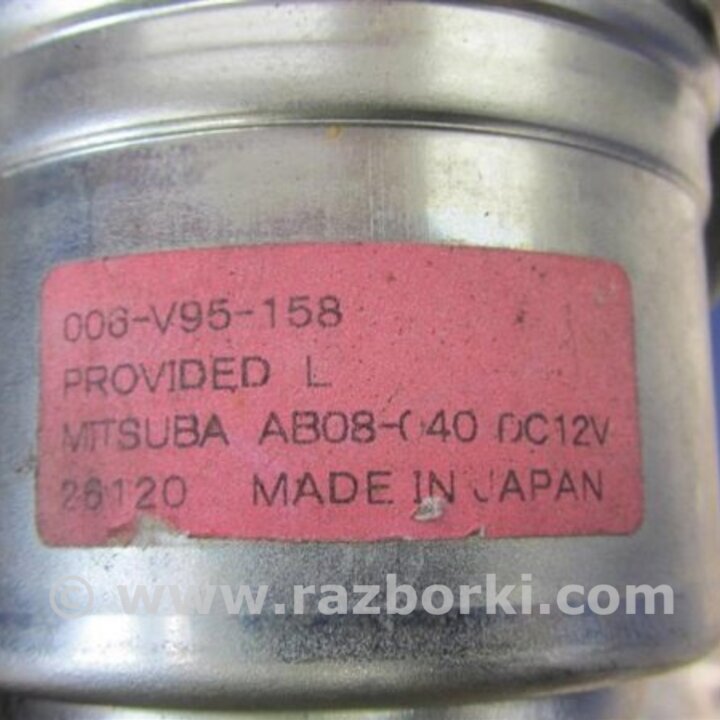 006-V95-158
PROVIDED L
MITSUBA AB08-040 DC12V
26120 MADE IN JAPAN
© www.razborki.com